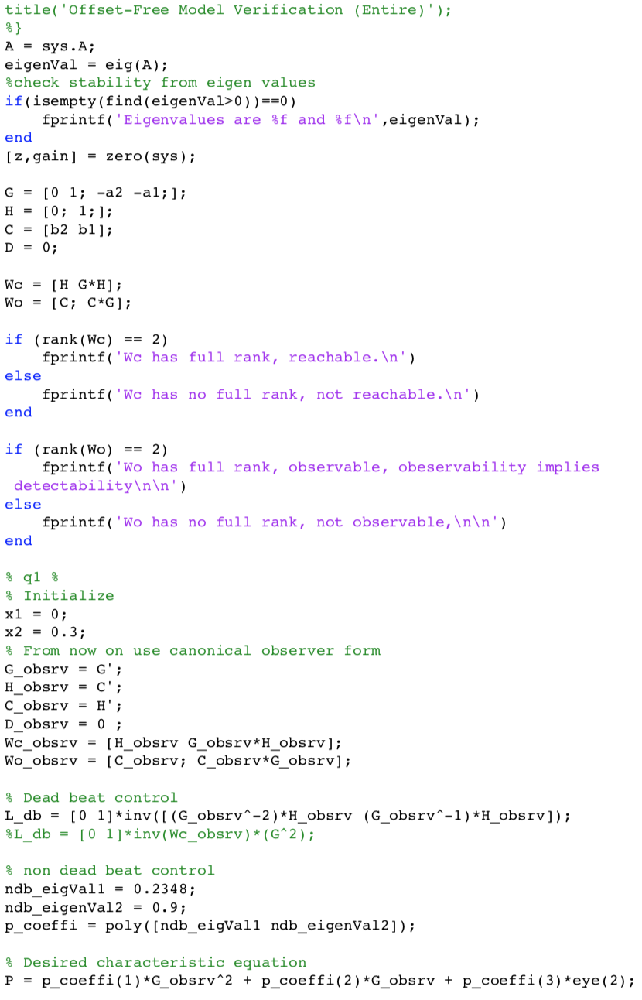 title('Offset-Free Model Verification (Entire)');
%}
A = sys.A;
eigenVal = eig(A);
%check stability from eigen values
if(isempty(find(eigenVal>0))==0)
    fprintf('Eigenvalues are %f and %f\n',eigenVal);
end
[z,gain] = zero(sys);

G = [0 1; -a2 -a1;];
H = [0; 1;];
C = [b2 b1];
D = 0;

Wc = [H G*H];
Wo = [C; C*G];

if (rank(Wc) == 2)
    fprintf('Wc has full rank, reachable.\n')
else
    fprintf('Wc has no full rank, not reachable.\n')
end

if (rank(Wo) == 2)
    fprintf('Wo has full rank, observable, obeservability implies
 detectability\n\n')
else
    fprintf('Wo has no full rank, not observable,\n\n')
end

% q1 %
% Initialize
x1 = 0;
x2 = 0.3;
% From now on use canonical observer form
G_obsrv = G';
H_obsrv = C';
C_obsrv = H';
D_obsrv = 0 ;
Wc_obsrv = [H_obsrv G_obsrv*H_obsrv];
Wo_obsrv = [C_obsrv; C_obsrv*G_obsrv];

% Dead beat control
L_db = [0 1]*inv([(G_obsrv^-2)*H_obsrv (G_obsrv^-1)*H_obsrv]);
%L_db = [0 1]*inv(Wc_obsrv)*(G^2);

% non dead beat control
ndb_eigVal1 = 0.2348;
ndb_eigenVal2 = 0.9;
p_coeffi = poly([ndb_eigVal1 ndb_eigenVal2]);

% Desired characteristic equation
P = p_coeffi(1)*G_obsrv^2 + p_coeffi(2)*G_obsrv + p_coeffi(3)*eye(2);